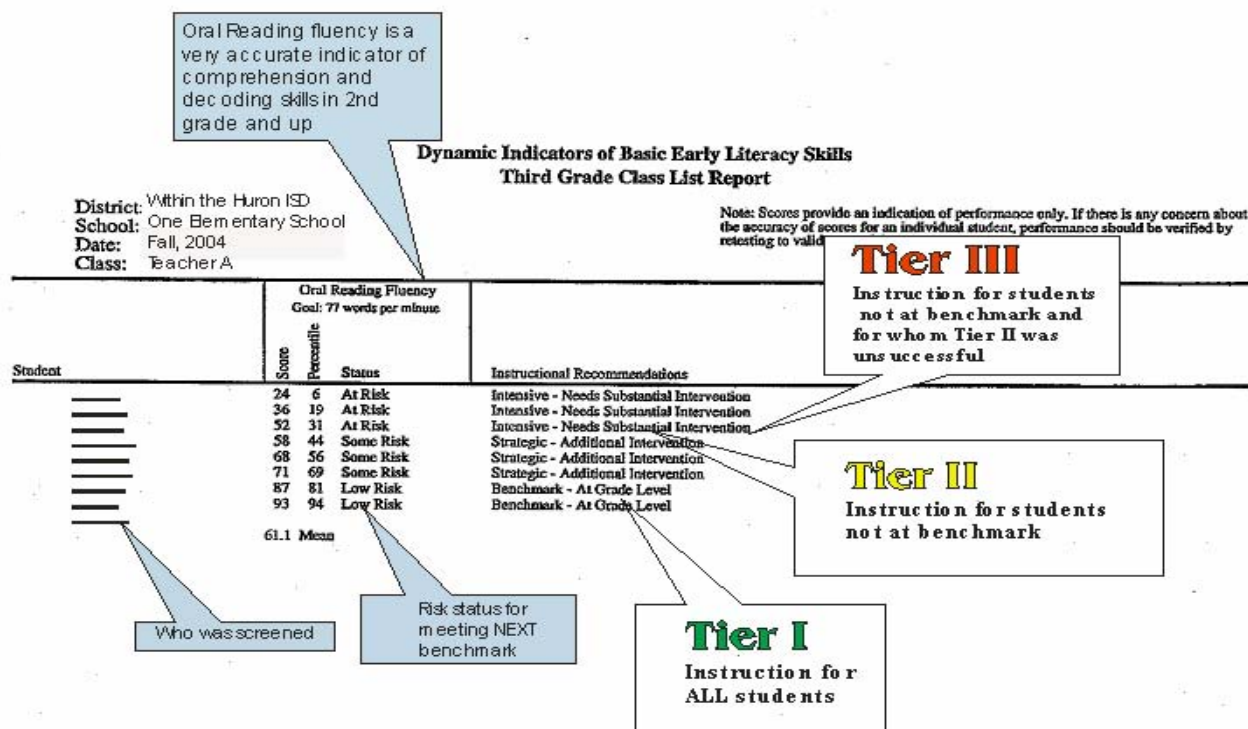 Oral Reading fluency is a
very accurate indicator of
comprehension and
decoding skills in 2nd
grade and up
Dynamic Indicators of Basic Early Literacy Skills
Third Grade Class List Report
District: Within the Huron ISD
School: One Elementary School
Date: Fall, 2004
Class: Teacher A
Note: Scores provide an indication of performance only. If there is any concern about
the accuracy of scores for an individual student, performance should be verified by
retesting to valid
Tier III
Instruction for students
not at benchmark and
for whom Tier II was
unsuccessful
Oral Reading Fluency
Goal: 77 words per minute
Student Score Percentile Status Instructional Recommendations
24 6 At Risk Intensive - Needs Substantial Intervention
36 19 At Risk Intensive - Needs Substantial Intervention
52 31 At Risk Intensive - Needs Substantial Intervention
58 44 Some Risk Strategic - Additional Intervention
68 56 Some Risk Strategic - Additional Intervention
71 69 Some Risk Strategic - Additional Intervention
87 81 Low Risk Benchmark - At Grade Level
93 94 Low Risk Benchmark - At Grade Level
61.1 Mean
Tier II
Instruction for students
not at benchmark
Who was screened
Risk status for
meeting NEXT
benchmark
Tier I
Instruction for
ALL students